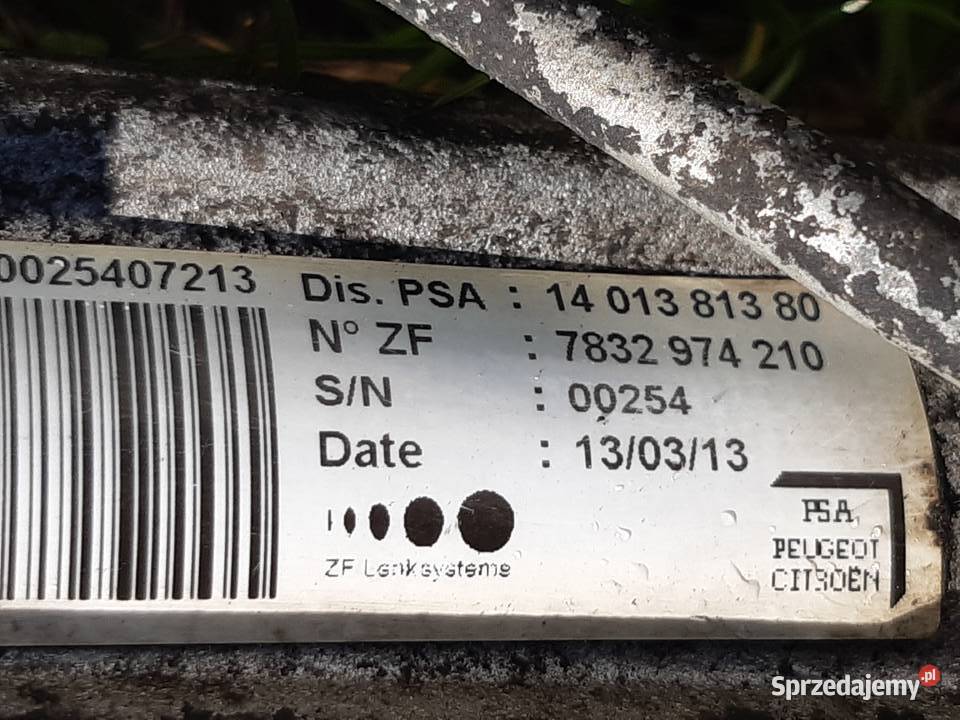 0025407213
Dis. PSA : 14 013 813 80
N° ZF : 7832 974 210
S/N : 00254
Date : 13/03/13
ZF Lenksysteme
PSA
PEUGEOT
CITROËN
Sprzedajemy.pl